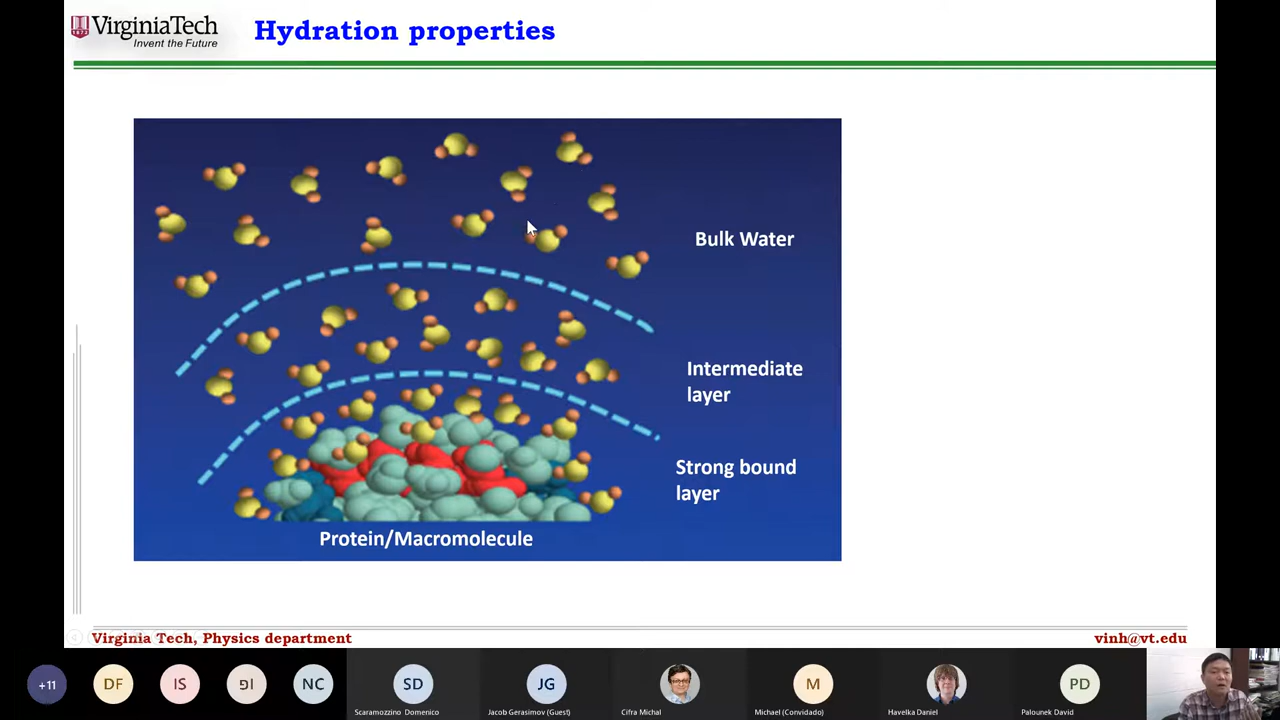 VirginiaTech
Invent the Future
Hydration properties
Bulk Water
Intermediate
layer
Strong bound
layer
Protein/Macromolecule
Virginia Tech, Physics department
vinh@vt.edu
+11
DF
IS
פו
NC
SD
JG
M
PD
Scaramozzino Domenico
Jacob Gerasimov (Guest)
Cifra Michal
Michael (Convidado)
Havelka Daniel
Palounek David